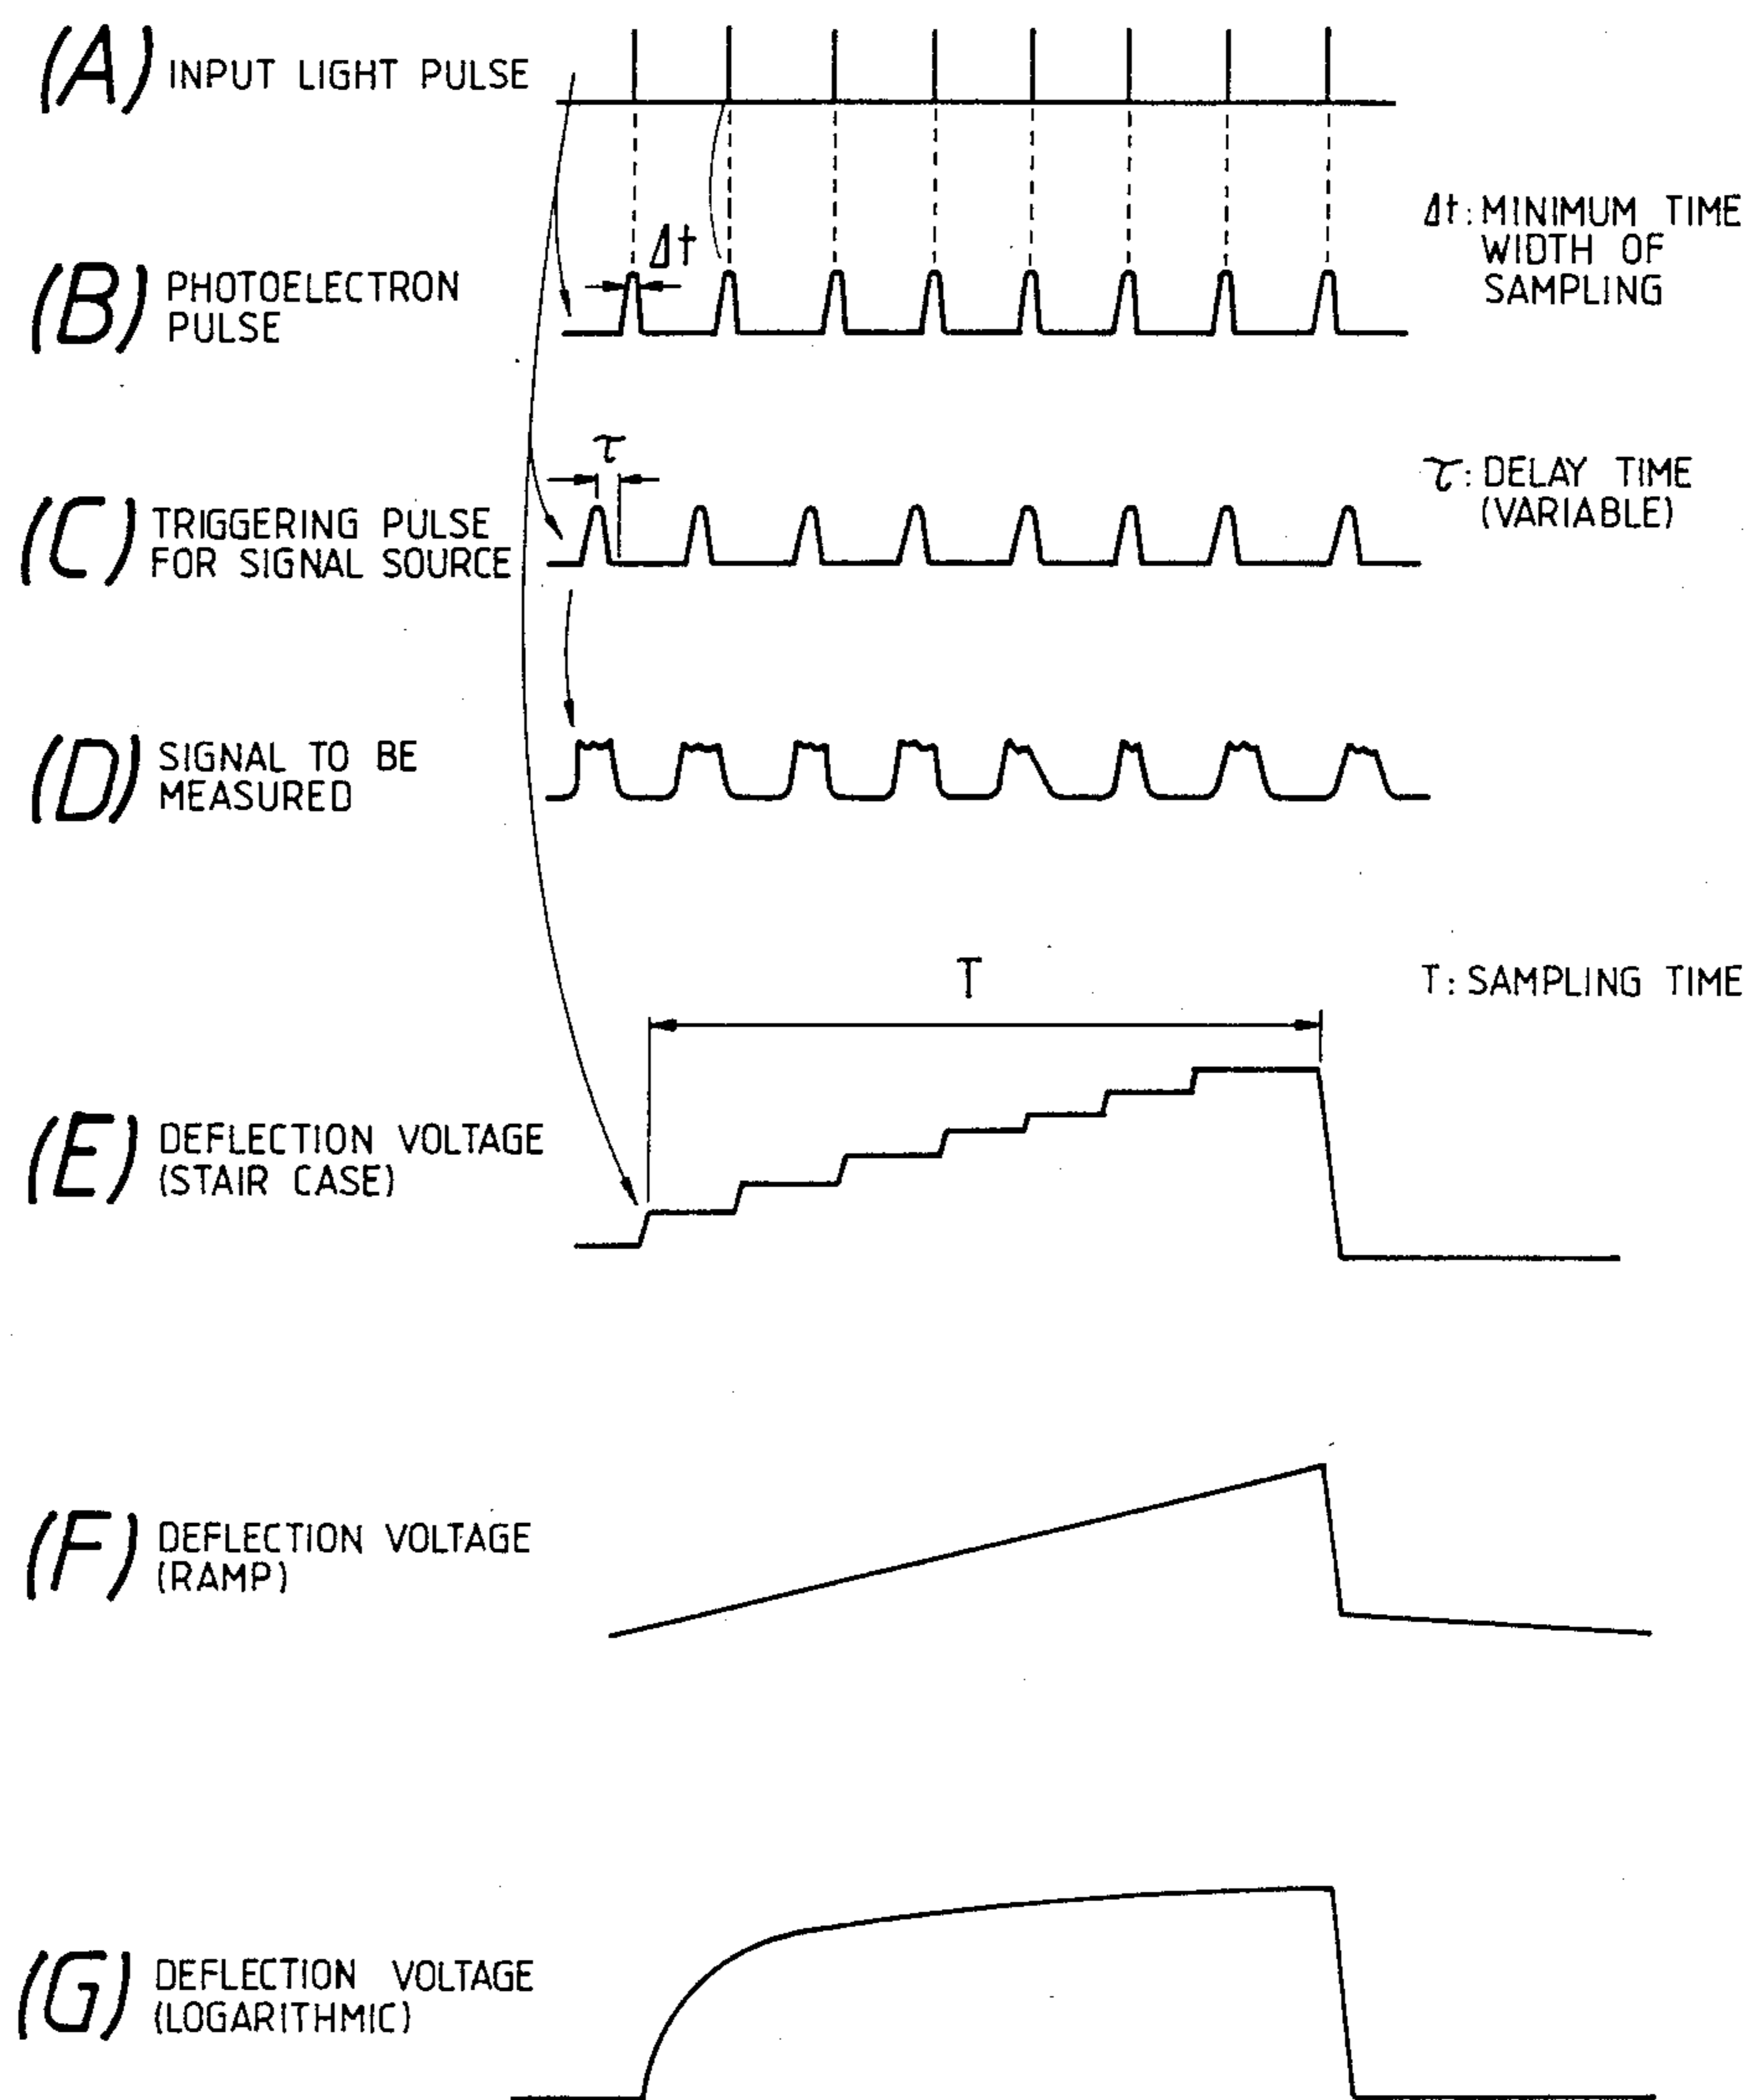 (A) INPUT LIGHT PULSE
Δt: MINIMUM TIME
WIDTH OF
SAMPLING
Δt
(B) PHOTOELECTRON
PULSE
τ
τ: DELAY TIME
(VARIABLE)
(C) TRIGGERING PULSE
FOR SIGNAL SOURCE
(D) SIGNAL TO BE
MEASURED
T
T: SAMPLING TIME
(E) DEFLECTION VOLTAGE
(STAIR CASE)
(F) DEFLECTION VOLTAGE
(RAMP)
(G) DEFLECTION VOLTAGE
(LOGARITHMIC)